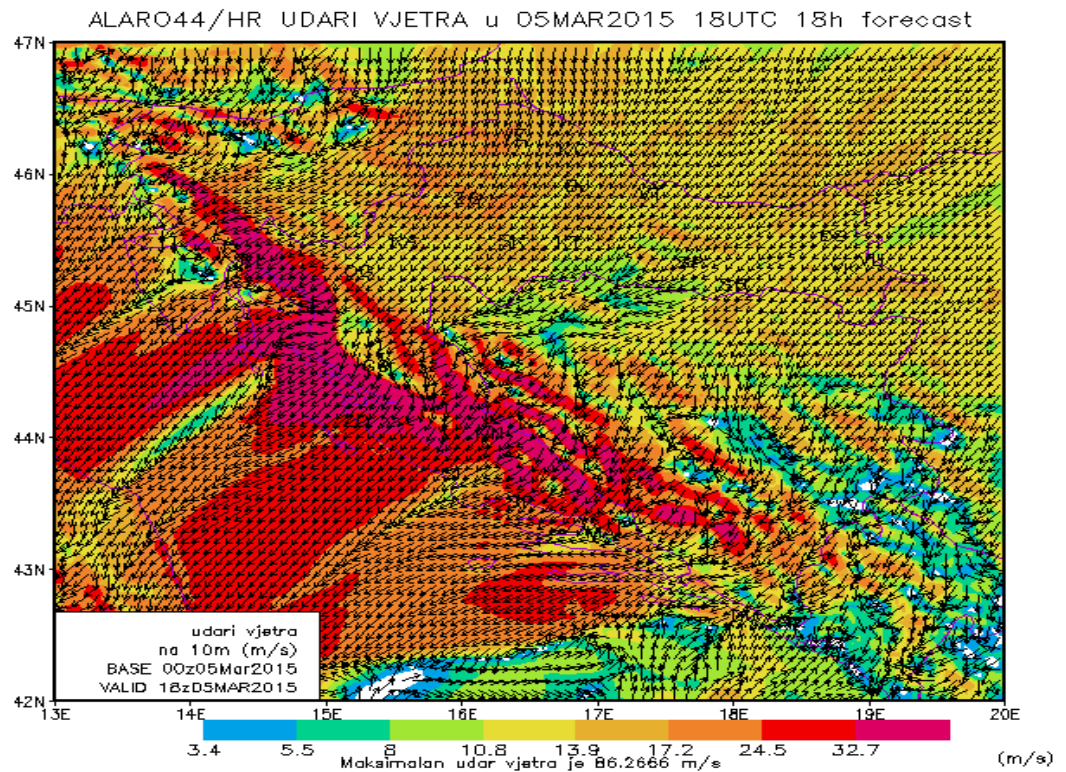 ALARO44/HR UDARI VJETRA u 05MAR2015 18UTC 18h forecast
47N
46N
45N
44N
43N
42N
udari vjetra
na 10m (m/s)
BASE 00z05Mar2015
VALID 18z05MAR2015
13E 14E 15E 16E 17E 18E 19E 20E
3.4 5.5 8 10.8 13.9 17.2 24.5 32.7
Maksimalan udar vjetra je 86.2666 m/s
(m/s)